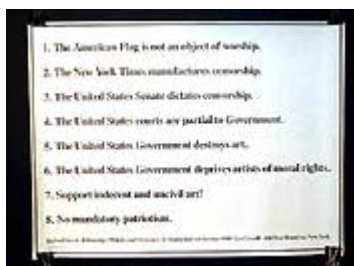 1. The American Flag is not an object of worship.
2. The New York Times manufactures censorship.
3. The United States Senate dictates censorship.
4. The United States courts are partial to Government.
5. The United States Government destroys art.
6. The United States Government deprives artists of moral rights.
7. Support indecent and uncivil art!
8. No mandatory patriotism.